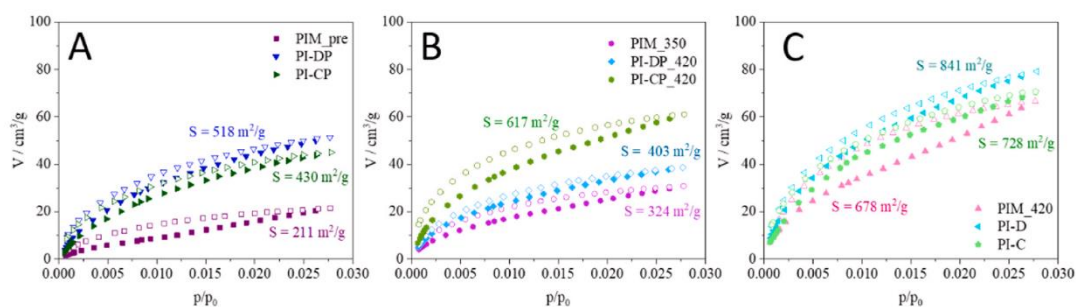 A
V / cm³/g
100
80
60
40
20
0
PIM_pre
PI-DP
PI-CP
S = 518 m²/g
S = 430 m²/g
S = 211 m²/g
0.000 0.005 0.010 0.015 0.020 0.025 0.030
p/p₀
B
V / cm³/g
100
80
60
40
20
0
PIM_350
PI-DP_420
PI-CP_420
S = 617 m²/g
S = 403 m²/g
S = 324 m²/g
0.000 0.005 0.010 0.015 0.020 0.025 0.030
p/p₀
C
V / cm³/g
100
80
60
40
20
0
S = 841 m²/g
S = 728 m²/g
S = 678 m²/g
PIM_420
PI-D
PI-C
0.000 0.005 0.010 0.015 0.020 0.025 0.030
p/p₀